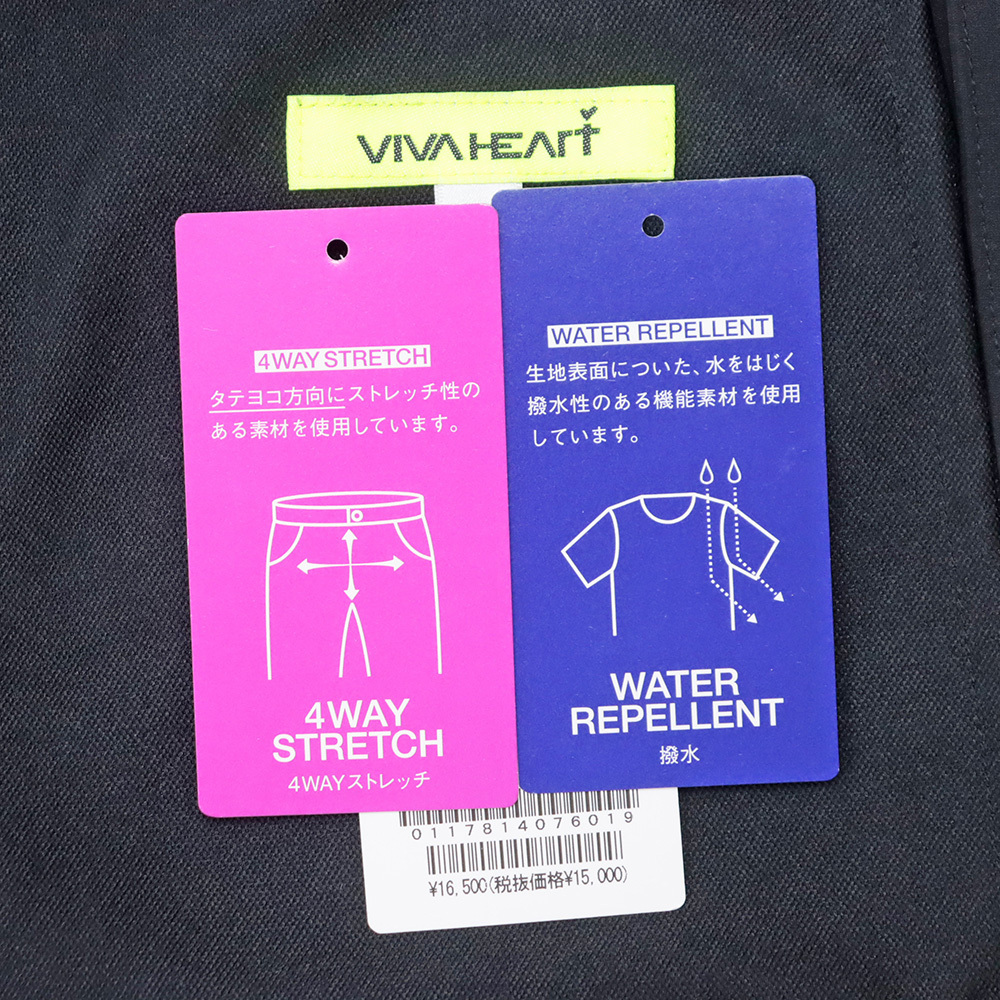 VIVAHEART
4WAY STRETCH
タテヨコ方向にストレッチ性の
ある素材を使用しています。
4WAY
STRETCH
4WAYストレッチ
WATER REPELLENT
生地表面についた、水をはじく
撥水性のある機能素材を使用
しています。
WATER
REPELLENT
撥水
0117814076019
¥16,500(税抜価格¥15,000)